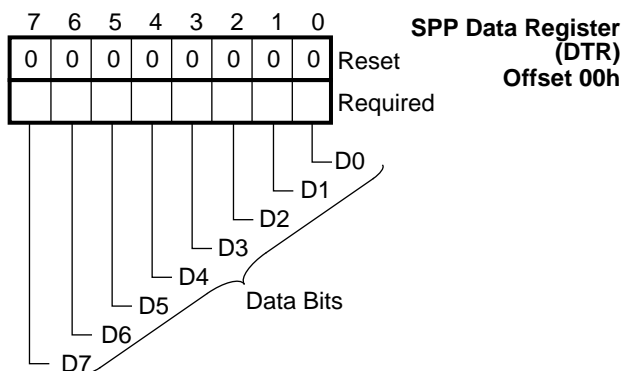 7 6 5 4 3 2 1 0
SPP Data Register
(DTR)
Offset 00h
0 0 0 0 0 0 0 0 Reset
Required
D0
D1
D2
D3
D4
D5
D6
D7
Data Bits